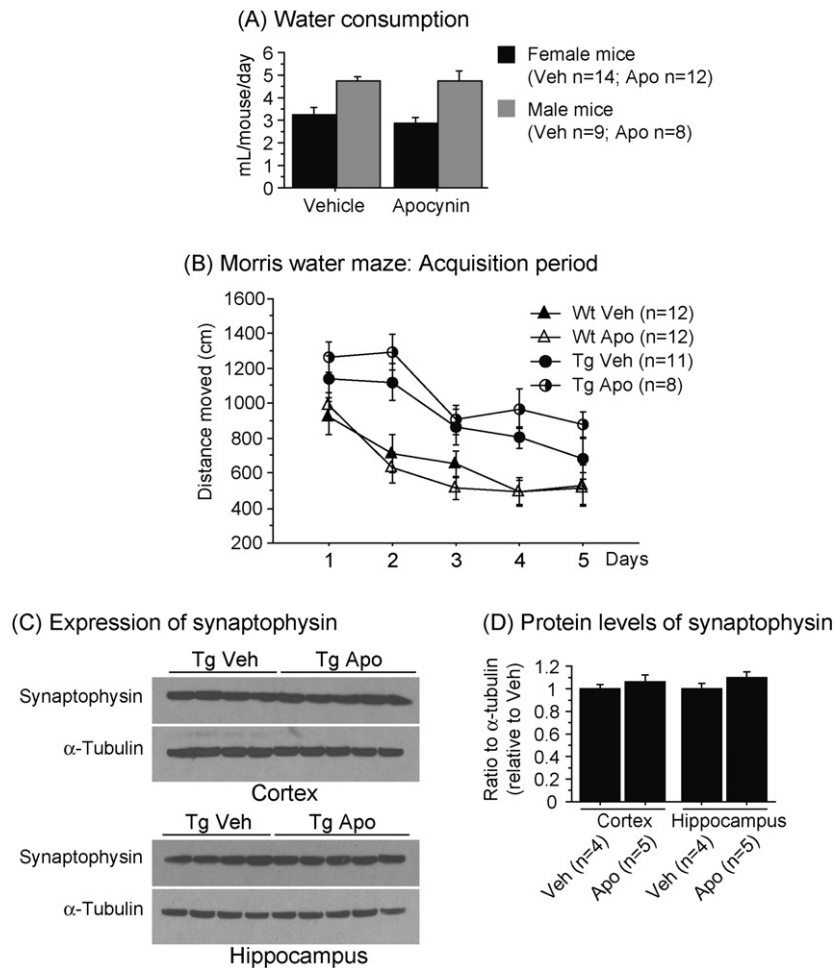 (A) Water consumption
mL/mouse/day
6
5
4
3
2
1
0
Vehicle
Apocynin
Female mice
(Veh n=14; Apo n=12)
Male mice
(Veh n=9; Apo n=8)
(B) Morris water maze: Acquisition period
Distance moved (cm)
1600
1400
1200
1000
800
600
400
200
1 2 3 4 5 Days
Wt Veh (n=12)
Wt Apo (n=12)
Tg Veh (n=11)
Tg Apo (n=8)
(C) Expression of synaptophysin
Tg Veh Tg Apo
Synaptophysin
α-Tubulin
Cortex
Tg Veh Tg Apo
Synaptophysin
α-Tubulin
Hippocampus
(D) Protein levels of synaptophysin
Ratio to α-tubulin
(relative to Veh)
1.2
1
0.8
0.6
0.4
0.2
0
Cortex Hippocampus
Veh (n=4)
Apo (n=5)
Veh (n=4)
Apo (n=5)